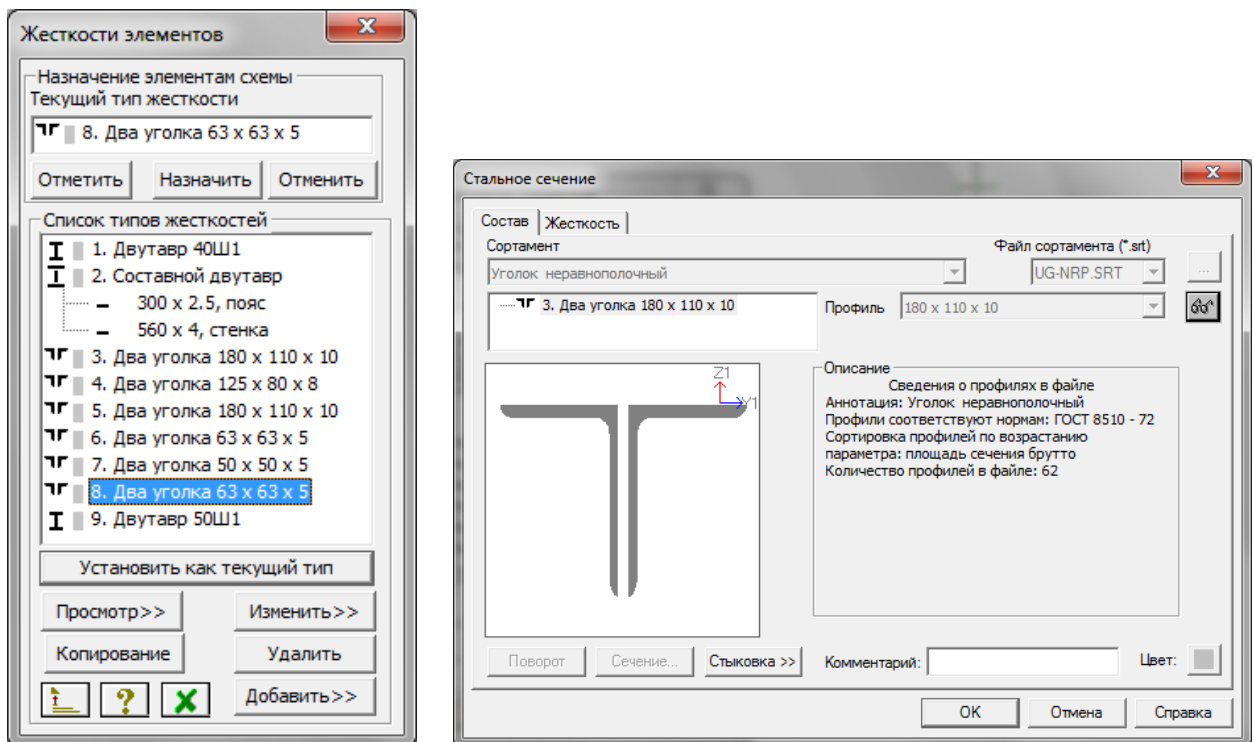 Жесткости элементов
Назначение элементам схемы
Текущий тип жесткости
8. Два уголка 63 x 63 x 5
Отметить Назначить Отменить
Список типов жесткостей
1. Двутавр 40Ш1
2. Составной двутавр
300 x 2.5, пояс
560 x 4, стенка
3. Два уголка 180 x 110 x 10
4. Два уголка 125 x 80 x 8
5. Два уголка 180 x 110 x 10
6. Два уголка 63 x 63 x 5
7. Два уголка 50 x 50 x 5
8. Два уголка 63 x 63 x 5
9. Двутавр 50Ш1
Установить как текущий тип
Просмотр>> Изменить>>
Копирование Удалить
Добавить>>
Стальное сечение
Состав Жесткость
Сортамент Файл сортамента (*.srt)
Уголок неравнополочный UG-NRP.SRT ...
3. Два уголка 180 x 110 x 10 Профиль 180 x 110 x 10
Z1
Y1
Описание
Сведения о профилях в файле
Аннотация: Уголок неравнополочный
Профили соответствуют нормам: ГОСТ 8510 - 72
Сортировка профилей по возрастанию
параметра: площадь сечения брутто
Количество профилей в файле: 62
Поворот Сечение... Стыковка >> Комментарий: Цвет:
OK Отмена Справка